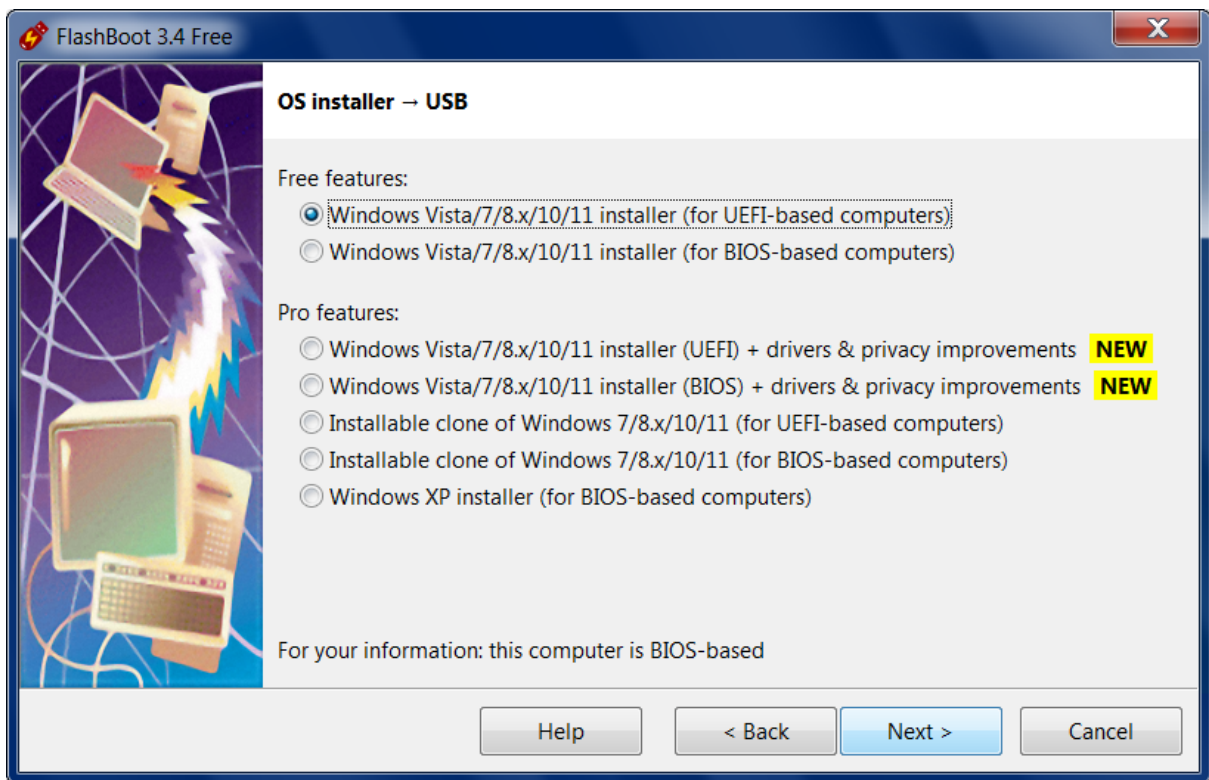 FlashBoot 3.4 Free
OS installer → USB
Free features:
Windows Vista/7/8.x/10/11 installer (for UEFI-based computers)
Windows Vista/7/8.x/10/11 installer (for BIOS-based computers)
Pro features:
Windows Vista/7/8.x/10/11 installer (UEFI) + drivers & privacy improvements NEW
Windows Vista/7/8.x/10/11 installer (BIOS) + drivers & privacy improvements NEW
Installable clone of Windows 7/8.x/10/11 (for UEFI-based computers)
Installable clone of Windows 7/8.x/10/11 (for BIOS-based computers)
Windows XP installer (for BIOS-based computers)
For your information: this computer is BIOS-based
Help < Back Next > Cancel